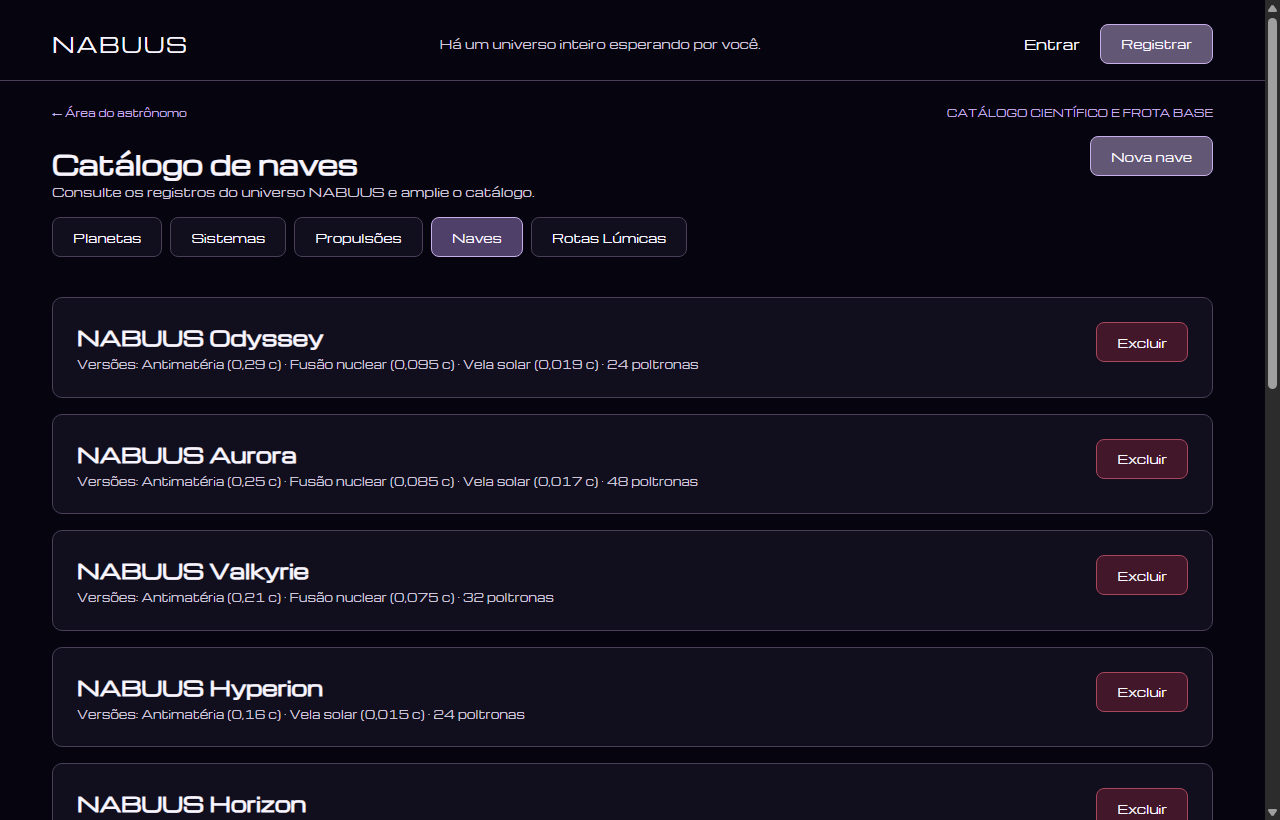 NABUUS
Há um universo inteiro esperando por você.
Entrar
Registrar
← Área do astrônomo
CATÁLOGO CIENTÍFICO E FROTA BASE
Catálogo de naves
Nova nave
Consulte os registros do universo NABUUS e amplie o catálogo.
Planetas
Sistemas
Propulsões
Naves
Rotas Lúmicas
NABUUS Odyssey
Versões: Antimatéria (0,29 c) · Fusão nuclear (0,095 c) · Vela solar (0,019 c) · 24 poltronas
Excluir
NABUUS Aurora
Versões: Antimatéria (0,25 c) · Fusão nuclear (0,085 c) · Vela solar (0,017 c) · 48 poltronas
Excluir
NABUUS Valkyrie
Versões: Antimatéria (0,21 c) · Fusão nuclear (0,075 c) · 32 poltronas
Excluir
NABUUS Hyperion
Versões: Antimatéria (0,16 c) · Vela solar (0,015 c) · 24 poltronas
Excluir
NABUUS Horizon
Excluir